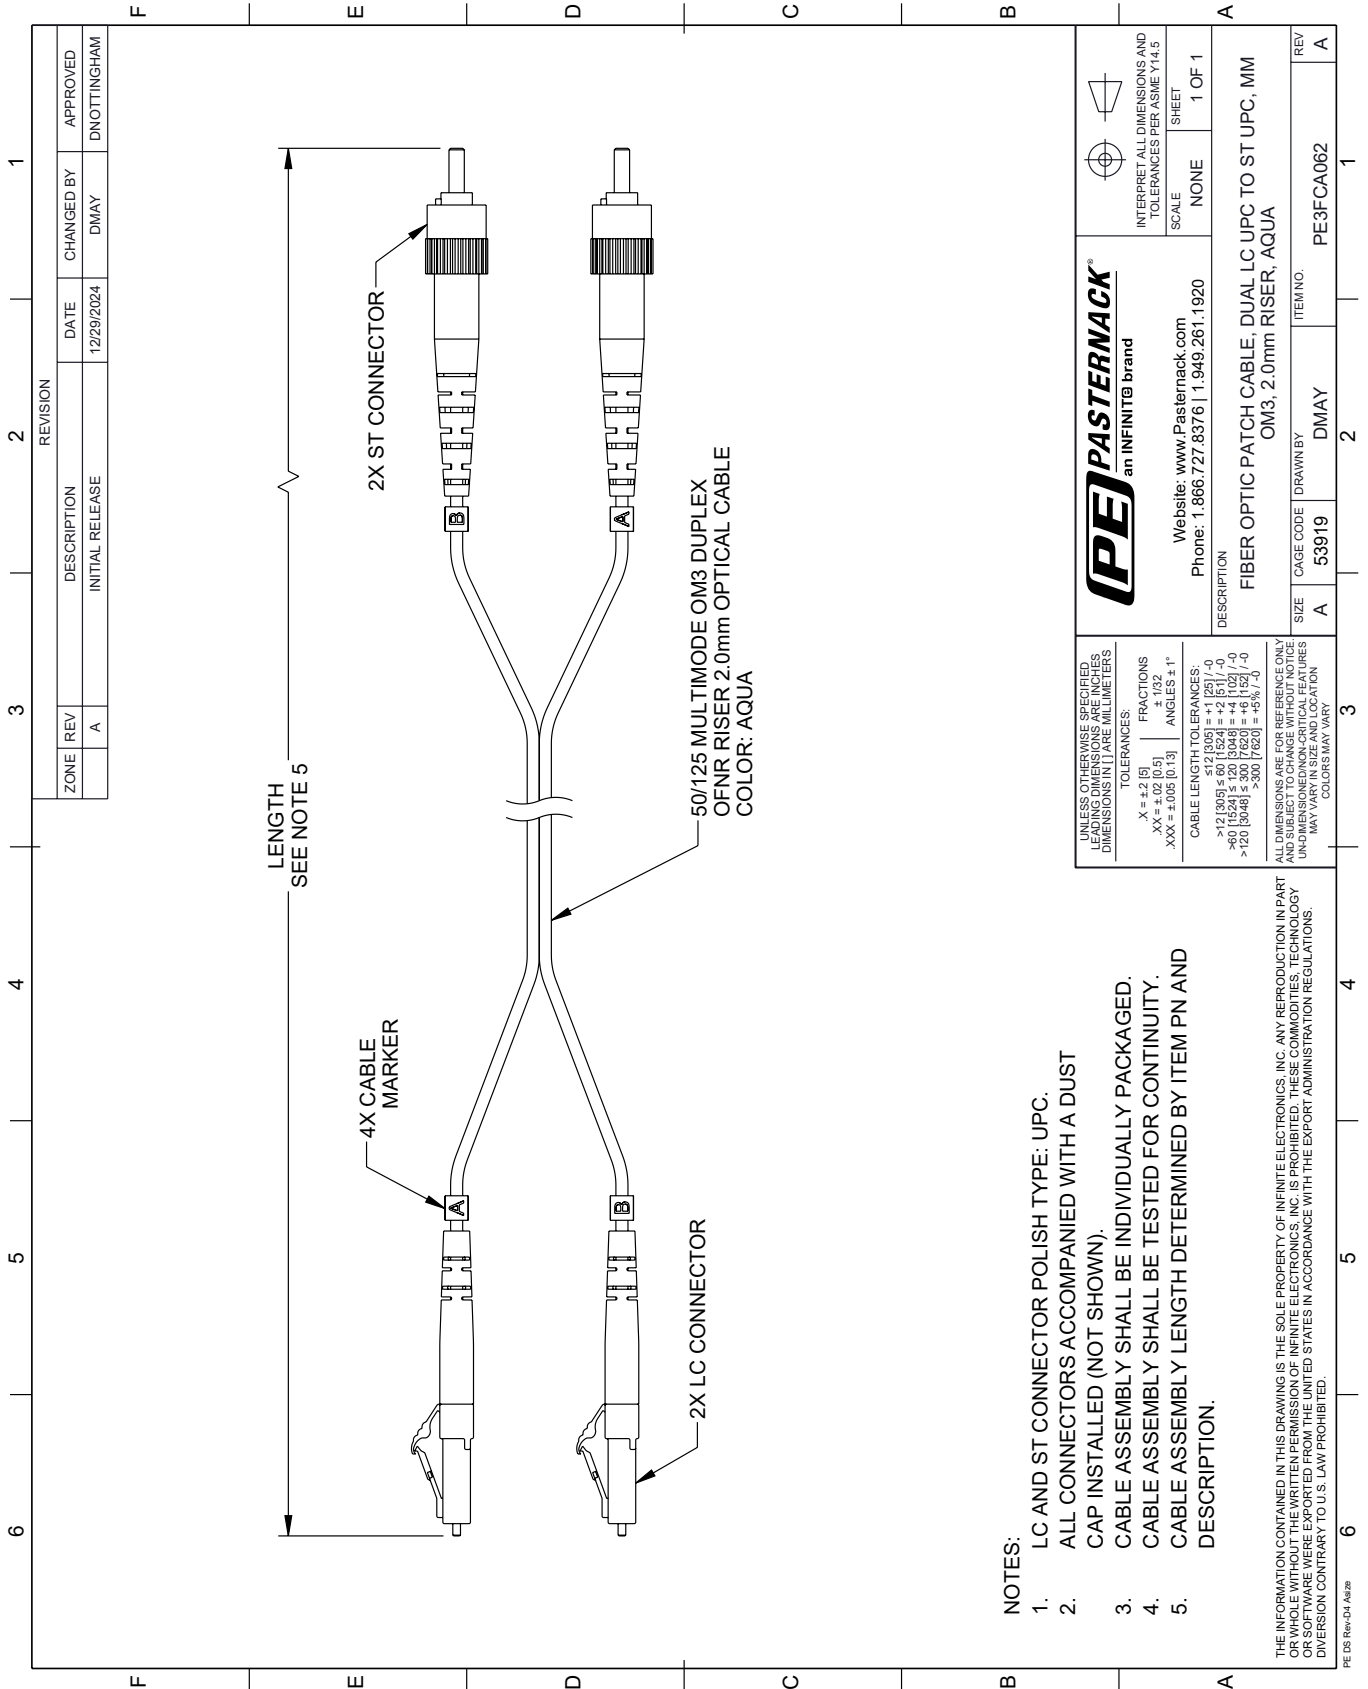 REVISION
ZONE REV DESCRIPTION DATE CHANGED BY APPROVED
A INITIAL RELEASE 12/29/2024 DMAY DNOTTINGHAM
6 5 4 3 2 1
F
E
D
C
B
A
LENGTH
SEE NOTE 5
4X CABLE
MARKER
2X ST CONNECTOR
A
B
B
A
2X LC CONNECTOR
50/125 MULTIMODE OM3 DUPLEX
OFNR RISER 2.0mm OPTICAL CABLE
COLOR: AQUA
NOTES:
1. LC AND ST CONNECTOR POLISH TYPE: UPC.
2. ALL CONNECTORS ACCOMPANIED WITH A DUST
CAP INSTALLED (NOT SHOWN).
3. CABLE ASSEMBLY SHALL BE INDIVIDUALLY PACKAGED.
4. CABLE ASSEMBLY SHALL BE TESTED FOR CONTINUITY.
5. CABLE ASSEMBLY LENGTH DETERMINED BY ITEM PN AND
DESCRIPTION.
THE INFORMATION CONTAINED IN THIS DRAWING IS THE SOLE PROPERTY OF INFINITE ELECTRONICS, INC. ANY REPRODUCTION IN PART
OR WHOLE WITHOUT THE WRITTEN PERMISSION OF INFINITE ELECTRONICS, INC. IS PROHIBITED. THESE COMMODITIES, TECHNOLOGY
OR SOFTWARE WERE EXPORTED FROM THE UNITED STATES IN ACCORDANCE WITH THE EXPORT ADMINISTRATION REGULATIONS.
DIVERSION CONTRARY TO U.S. LAW PROHIBITED.
UNLESS OTHERWISE SPECIFIED
LEADING DIMENSIONS ARE INCHES
DIMENSIONS IN [ ] ARE MILLIMETERS
TOLERANCES:
.X = ±.2 [5] FRACTIONS
.XX = ±.02 [0.5] ± 1/32
.XXX = ±.005 [0.13] ANGLES ± 1°
CABLE LENGTH TOLERANCES:
≤12 [305] = +1 [25] / -0
>12 [305] ≤ 60 [1524] = +2 [51] / -0
>60 [1524] ≤ 120 [3048] = +4 [102] / -0
>120 [3048] ≤ 300 [7620] = +6 [152] / -0
>300 [7620] = +5% / -0
ALL DIMENSIONS ARE FOR REFERENCE ONLY
AND SUBJECT TO CHANGE WITHOUT NOTICE.
UN-DIMENSIONED/NON-CRITICAL FEATURES
MAY VARY IN SIZE AND LOCATION
COLORS MAY VARY
PE PASTERNACK®
an INFINIT@ brand
Website: www.Pasternack.com
Phone: 1.866.727.8376 | 1.949.261.1920
INTERPRET ALL DIMENSIONS AND
TOLERANCES PER ASME Y14.5
SCALE SHEET
NONE 1 OF 1
DESCRIPTION
FIBER OPTIC PATCH CABLE, DUAL LC UPC TO ST UPC, MM
OM3, 2.0mm RISER, AQUA
SIZE CAGE CODE DRAWN BY ITEM NO. REV
A 53919 DMAY PE3FCA062 A
F
E
D
C
B
A
6 5 4 3 2 1
PE DS Rev-D4 Asize